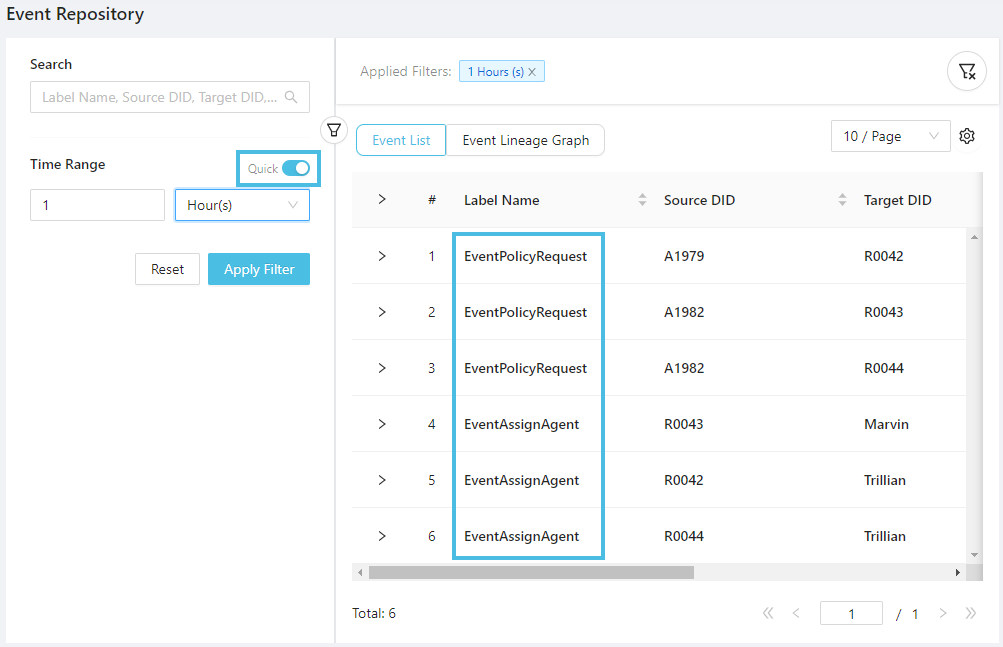 Event Repository
Search
Label Name, Source DID, Target DID,...
Time Range
Quick
1
Hour(s)
Reset
Apply Filter
Applied Filters:
1 Hours (s) ×
Event List
Event Lineage Graph
10 / Page
# Label Name Source DID Target DID
1 EventPolicyRequest A1979 R0042
2 EventPolicyRequest A1982 R0043
3 EventPolicyRequest A1982 R0044
4 EventAssignAgent R0043 Marvin
5 EventAssignAgent R0042 Trillian
6 EventAssignAgent R0044 Trillian
Total: 6
1 / 1